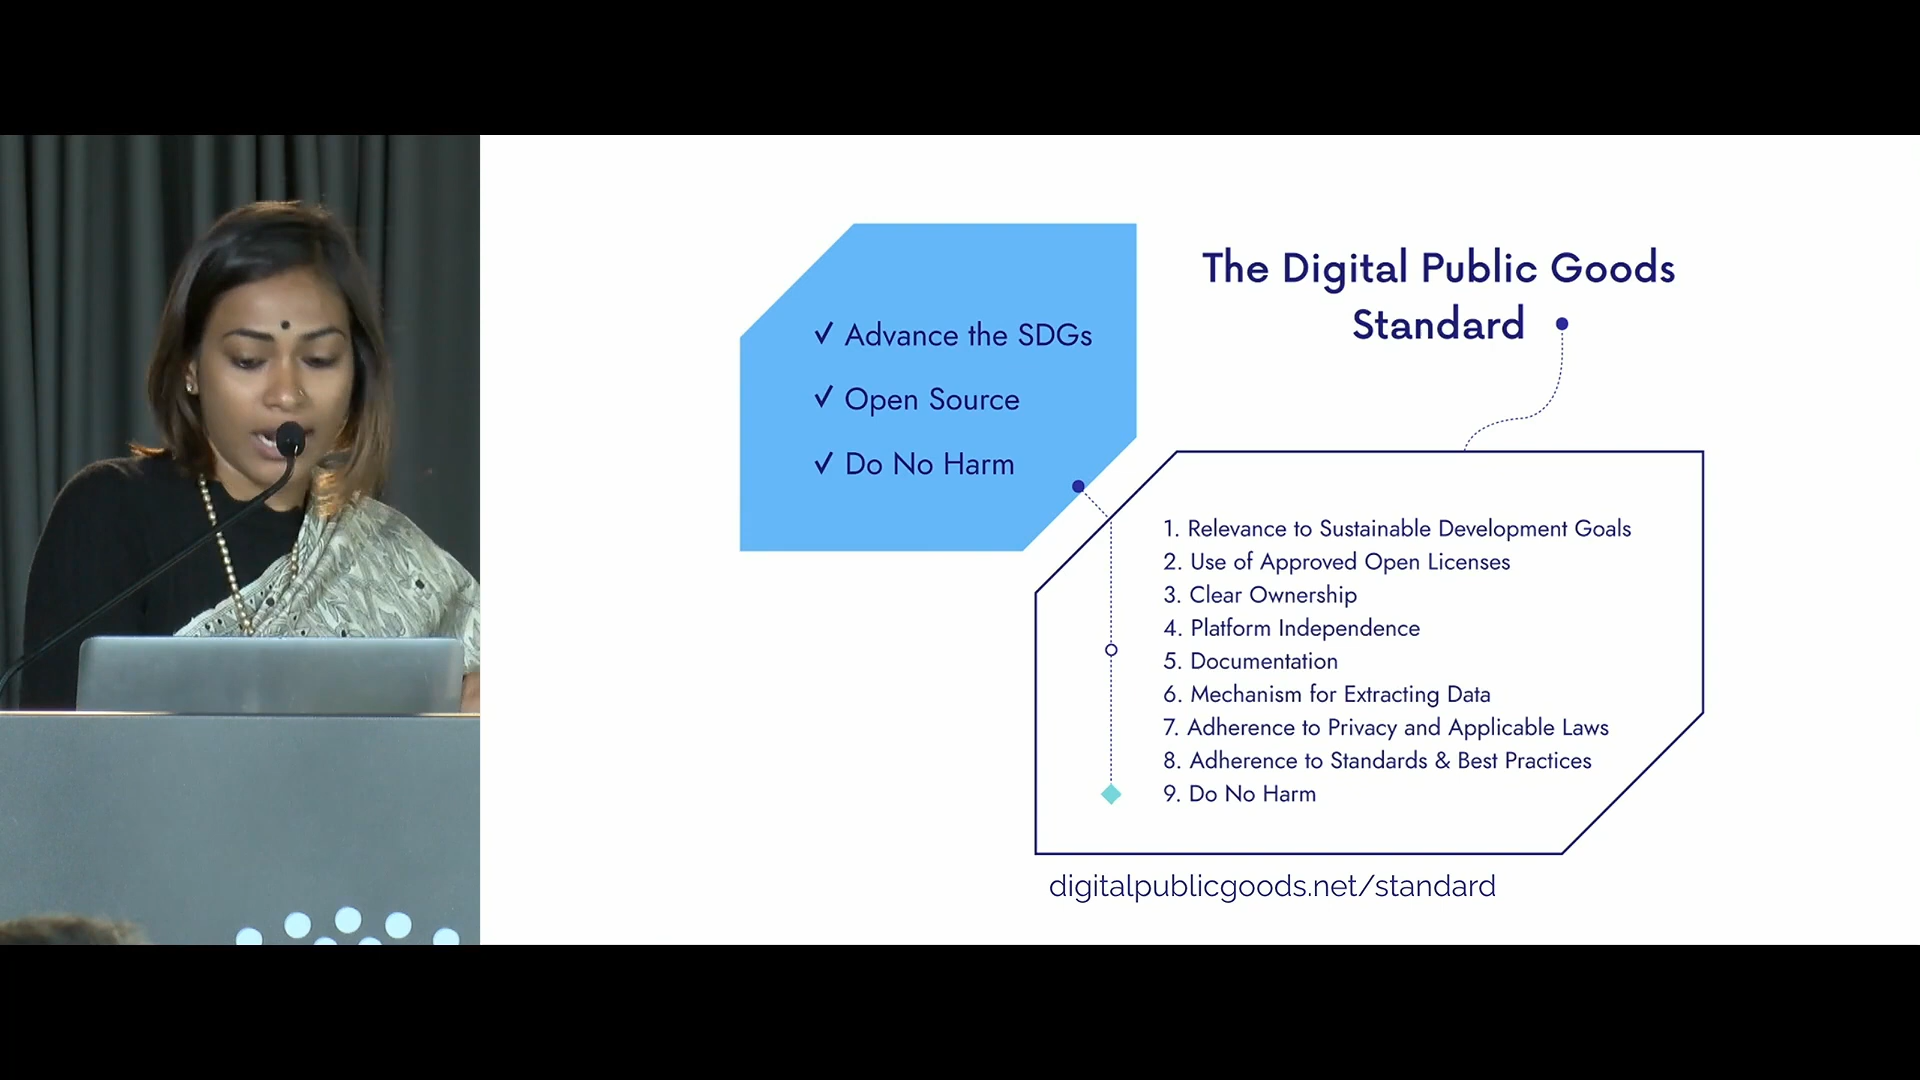 ✓ Advance the SDGs
✓ Open Source
✓ Do No Harm
The Digital Public Goods
Standard
1. Relevance to Sustainable Development Goals
2. Use of Approved Open Licenses
3. Clear Ownership
4. Platform Independence
5. Documentation
6. Mechanism for Extracting Data
7. Adherence to Privacy and Applicable Laws
8. Adherence to Standards & Best Practices
9. Do No Harm
digitalpublicgoods.net/standard